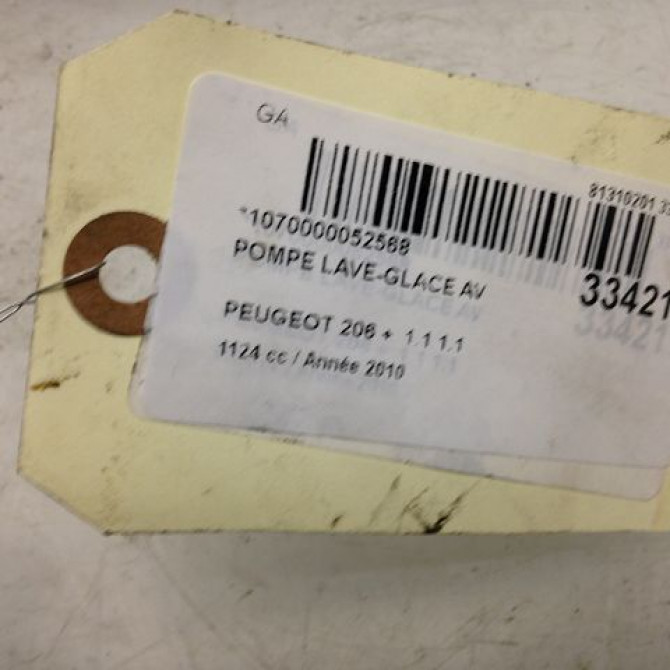 GA
81310201
*1070000052568
POMPE LAVE-GLACE AV
33421
PEUGEOT 206 + 1.1 1.1
1124 cc / Année 2010